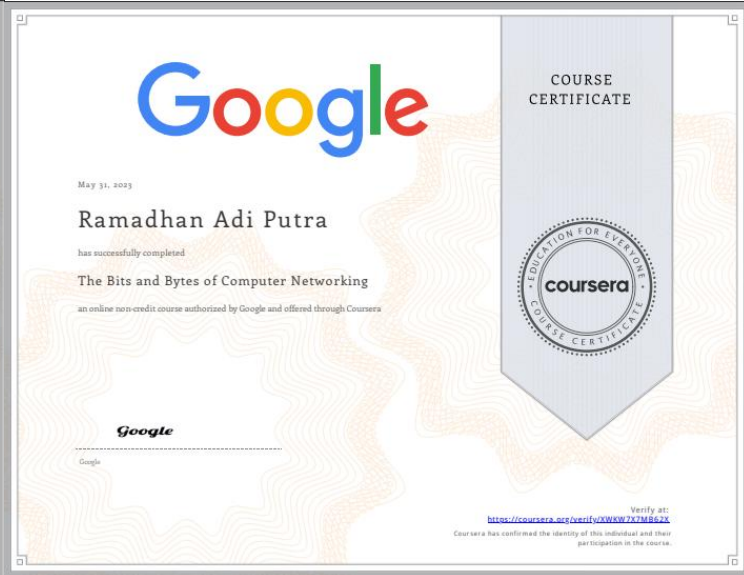 Google
COURSE
CERTIFICATE
May 31, 2023
Ramadhan Adi Putra
has successfully completed
The Bits and Bytes of Computer Networking
an online non-credit course authorized by Google and offered through Coursera
EDUCATION FOR EVERYONE
coursera
COURSE CERTIFICATE
Google
Google
Verify at:
https://coursera.org/verify/XWKW7X7MB62X
Coursera has confirmed the identity of this individual and their
participation in the course.